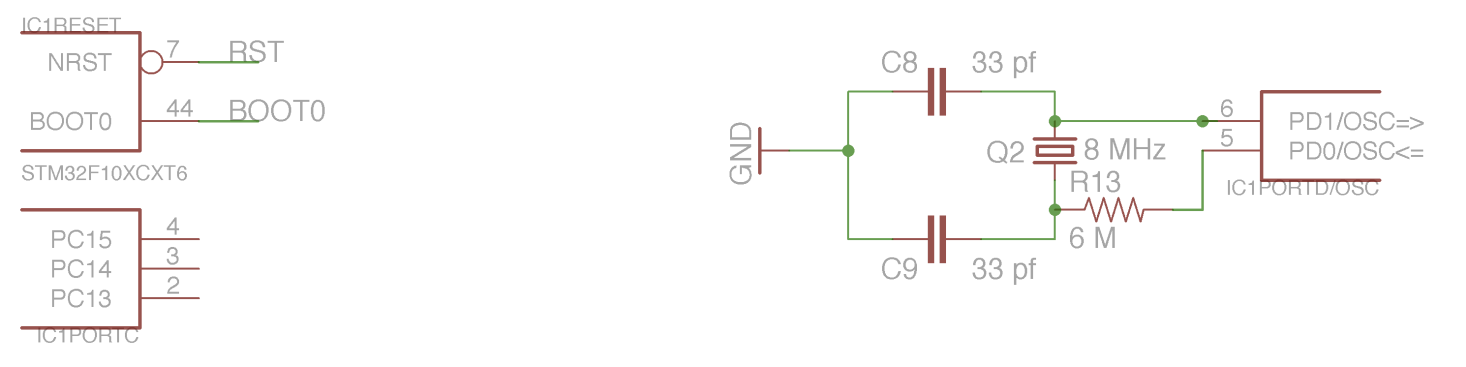 IC1RESET
NRST
7
RST
BOOT0
44
BOOT0
STM32F10XCXT6
PC15
4
PC14
3
PC13
2
IC1PORTC
C8
33 pf
GND
Q2
8 MHz
R13
6 M
C9
33 pf
6
PD1/OSC=>
5
PD0/OSC<=
IC1PORTD/OSC